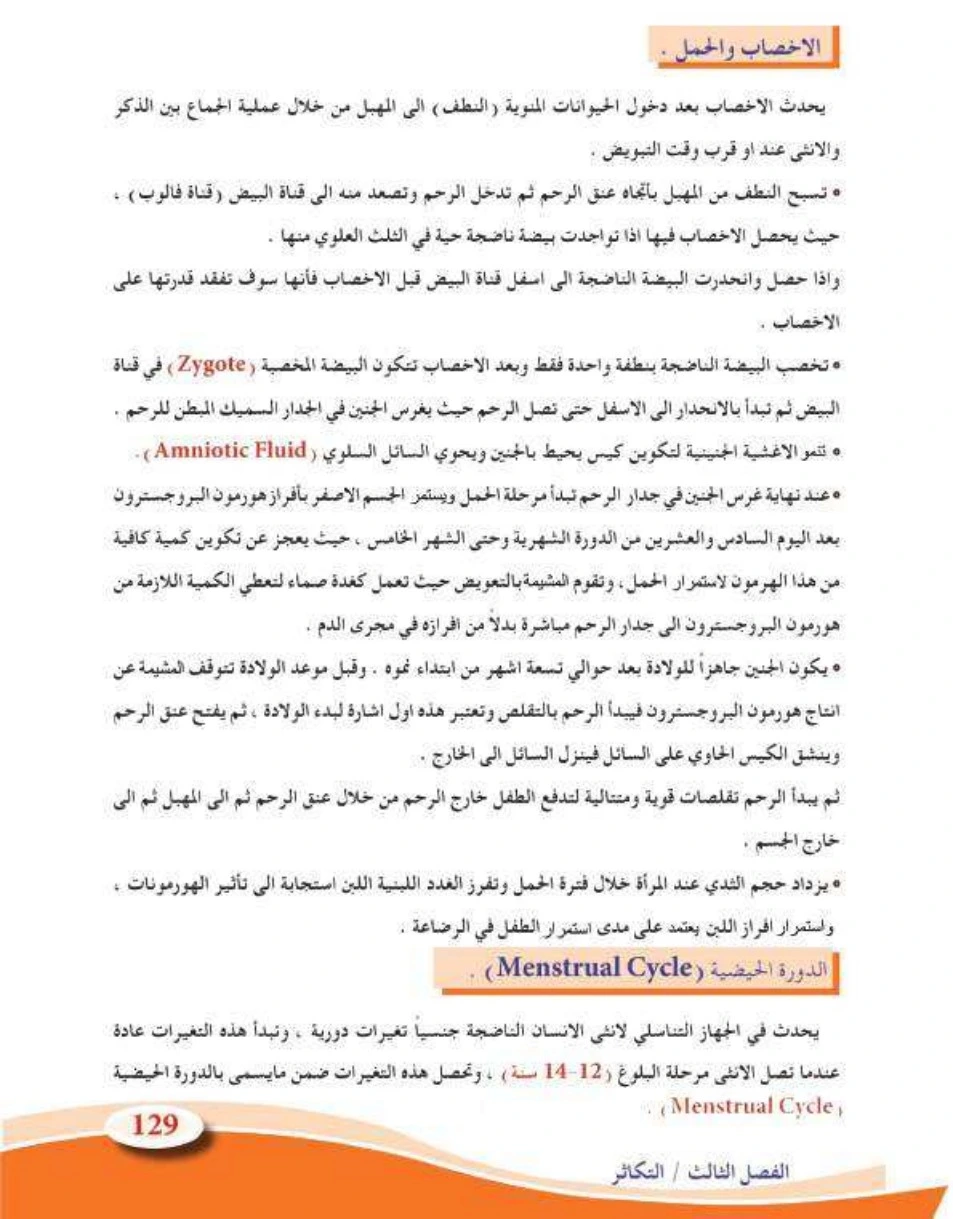 الاخصاب والحمل .
يحدث الاخصاب بعد دخول الحيوانات المنوية (النطف) الى المهبل من خلال عملية الجماع بين الذكر
والانثى عند او قرب وقت التبويض .
• تسبح النطف من المهبل بأتجاه عنق الرحم ثم تدخل الرحم وتصعد منه الى قناة البيض (قناة فالوب) ،
حيث يحصل الاخصاب فيها اذا تواجدت بيضة ناضجة حية في الثلث العلوي منها .
واذا حصل وانحدرت البيضة الناضجة الى اسفل قناة البيض قبل الاخصاب فأنها سوف تفقد قدرتها على
الاخصاب .
• تخصب البيضة الناضجة بنطفة واحدة فقط وبعد الاخصاب تتكون البيضة المخصبة (Zygote) في قناة
البيض ثم تبدأ بالانحدار الى الاسفل حتى تصل الرحم حيث يغرس الجنين في الجدار السميك المبطن للرحم .
• تنمو الاغشية الجنينية لتكوين كيس يحيط بالجنين ويحوي السائل السلوي (Amniotic Fluid) .
• عند نهاية غرس الجنين في جدار الرحم تبدأ مرحلة الحمل ويستمر الجسم الاصفر بأفراز هورمون البروجسترون
بعد اليوم السادس والعشرين من الدورة الشهرية وحتى الشهر الخامس ، حيث يعجز عن تكوين كمية كافية
من هذا الهرمون لاستمرار الحمل ، وتقوم المشيمة بالتعويض حيث تعمل كغدة صماء لتعطي الكمية اللازمة من
هورمون البروجسترون الى جدار الرحم مباشرة بدلاً من افرازه في مجرى الدم .
• يكون الجنين جاهزاً للولادة بعد حوالي تسعة اشهر من ابتداء نموه . وقبل موعد الولادة تتوقف المشيمة عن
انتاج هورمون البروجسترون فيبدأ الرحم بالتقلص وتعتبر هذه اول اشارة لبدء الولادة ، ثم يفتح عنق الرحم
وينشق الكيس الحاوي على السائل فينزل السائل الى الخارج .
ثم يبدأ الرحم تقلصات قوية ومتتالية لتدفع الطفل خارج الرحم من خلال عنق الرحم ثم الى المهبل ثم الى
خارج الجسم .
• يزداد حجم الثدي عند المرأة خلال فترة الحمل وتفرز الغدد اللبنية اللبن استجابة الى تأثير الهورمونات ،
واستمرار افراز اللبن يعتمد على مدى استمرار الطفل في الرضاعة .
الدورة الحيضية (Menstrual Cycle) .
يحدث في الجهاز التناسلي لانثى الانسان الناضجة جنسياً تغيرات دورية ، وتبدأ هذه التغيرات عادة
عندما تصل الانثى مرحلة البلوغ (12-14 سنة) ، وتحصل هذه التغيرات ضمن مايسمى بالدورة الحيضية
(Menstrual Cycle) .
129
الفصل الثالث / التكاثر